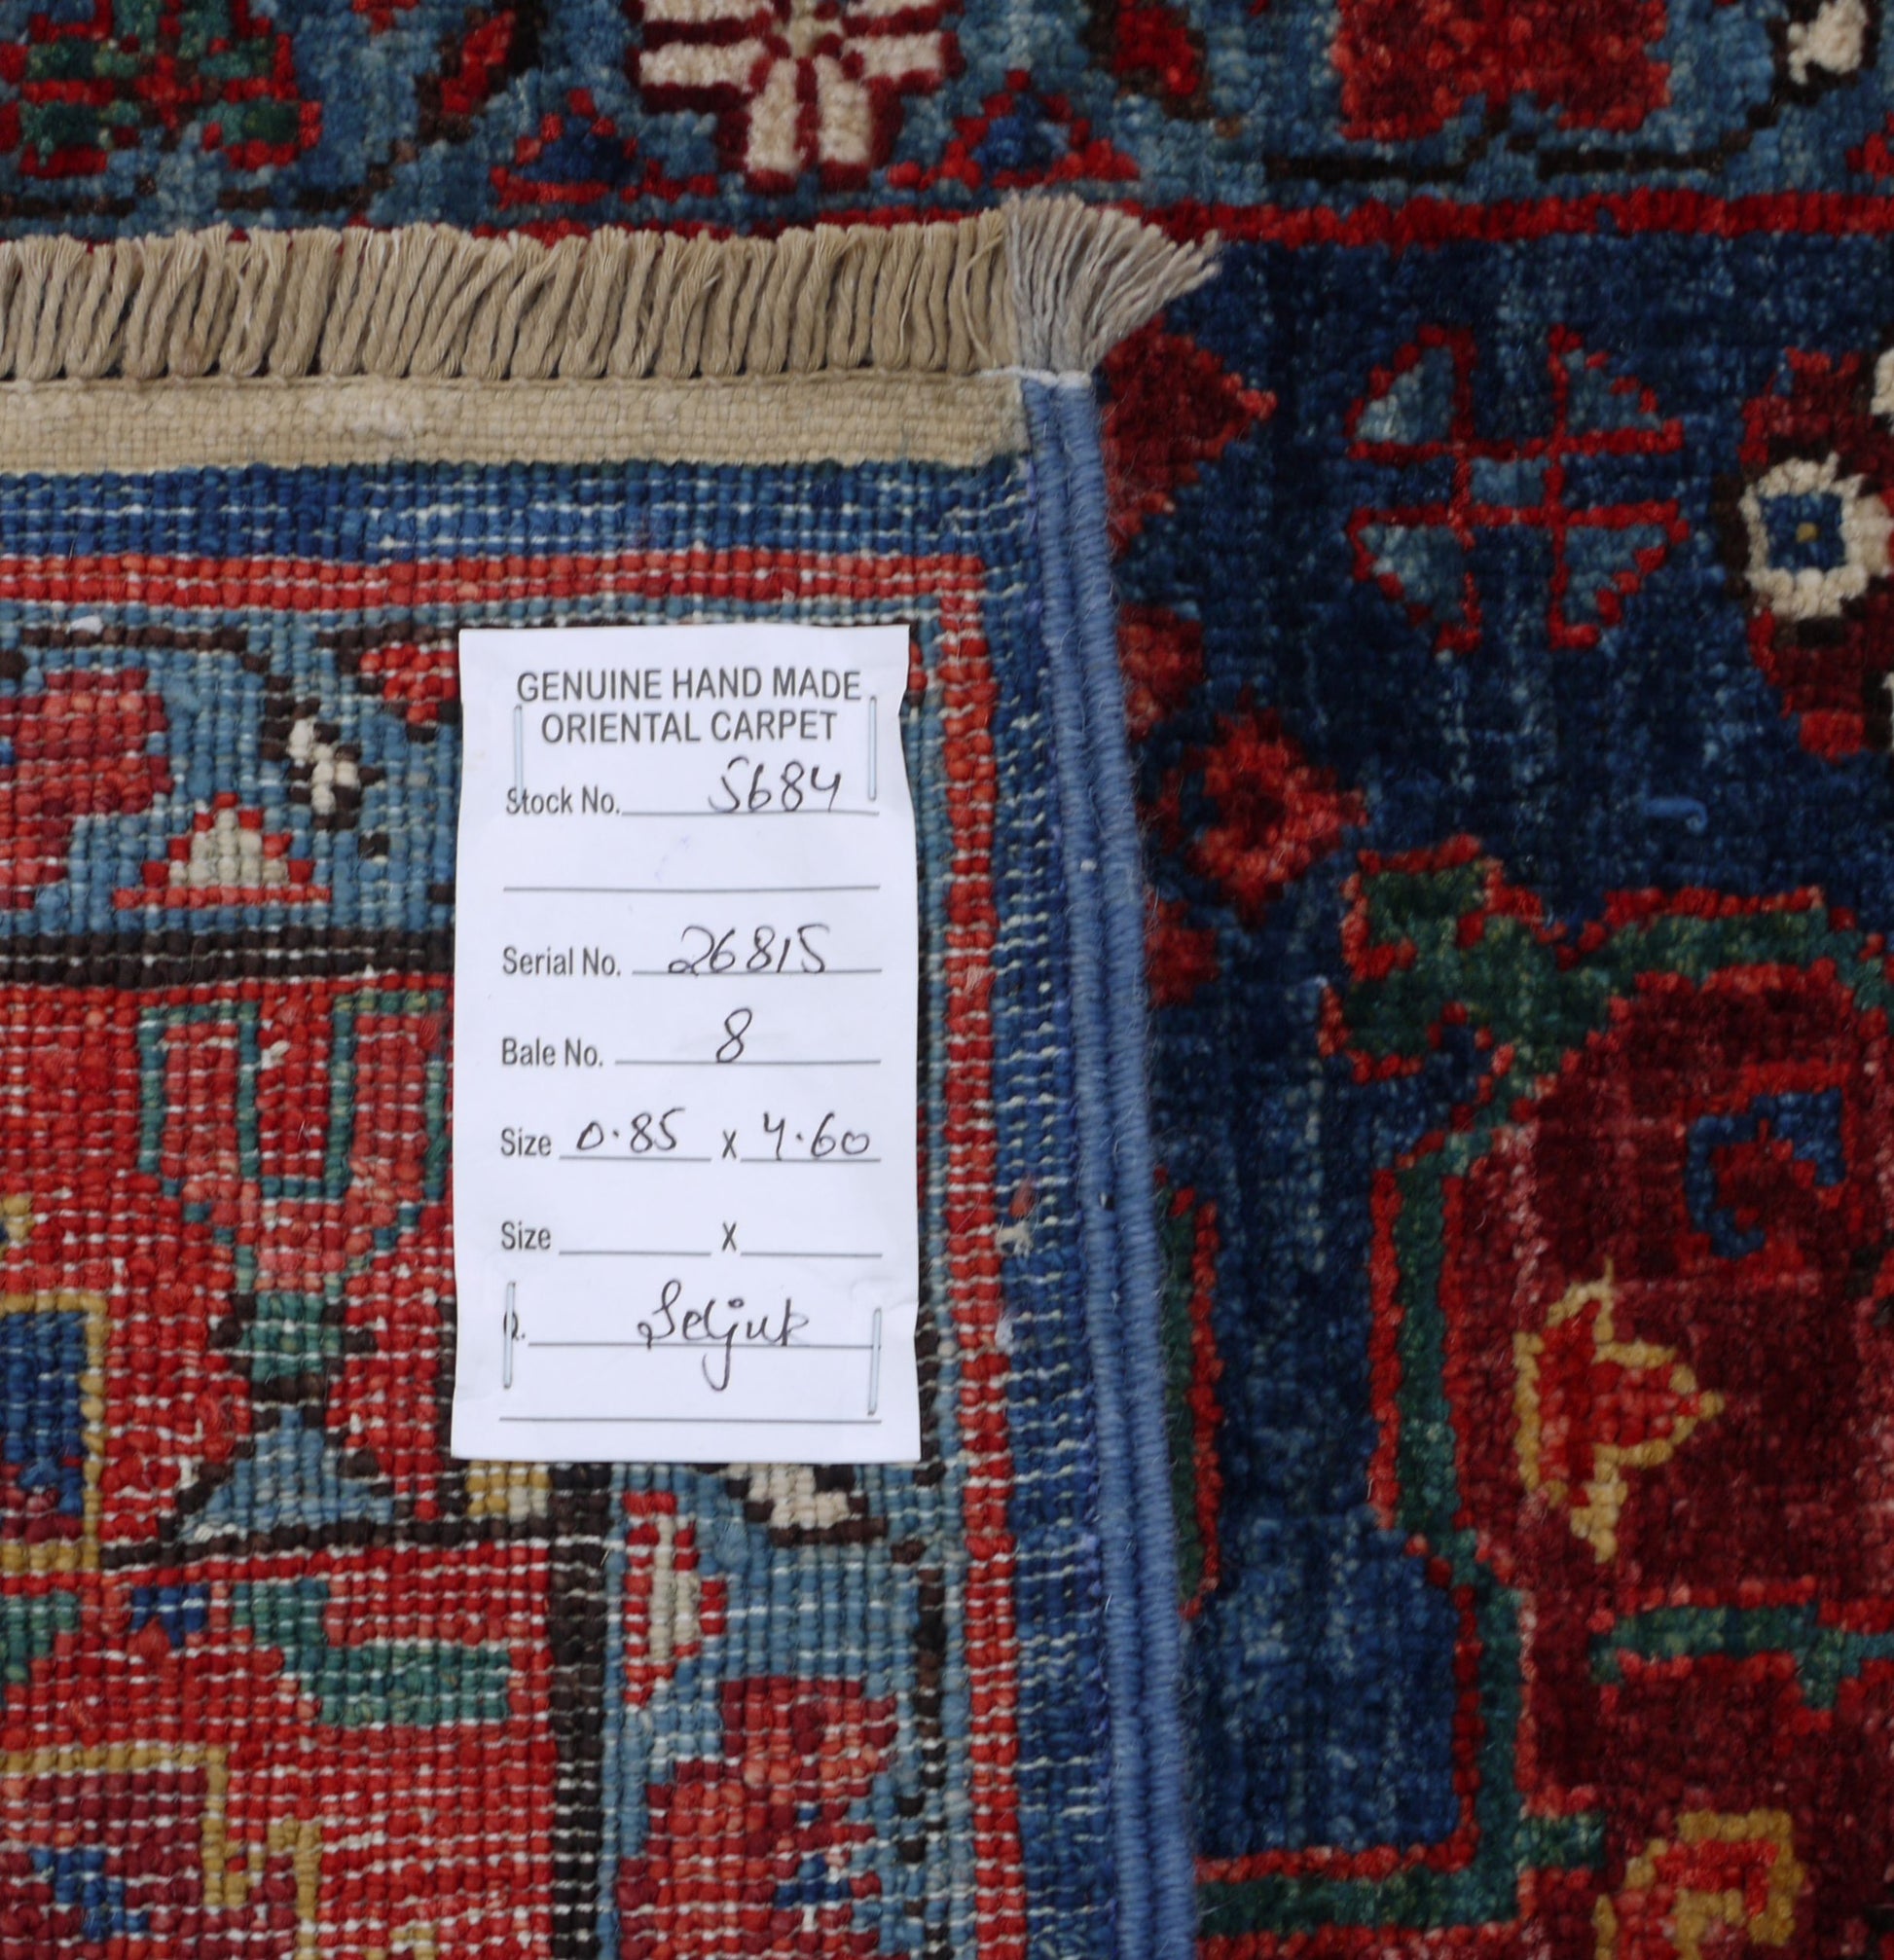 GENUINE HAND MADE
ORIENTAL CARPET
Stock No. 5684
Serial No. 26815
Bale No. 8
Size 0.85 X 4.60
Size X
Q. Seljuk